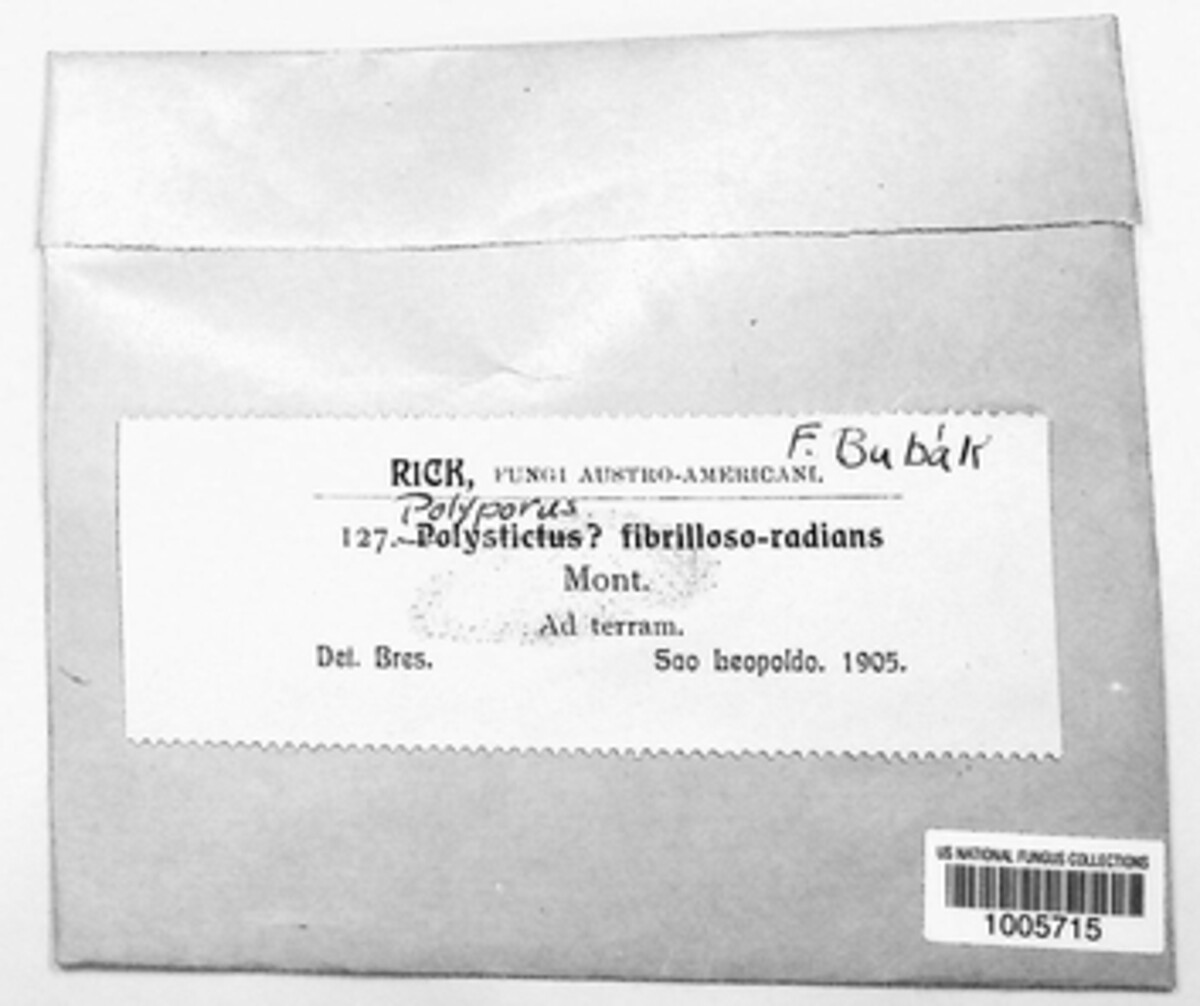 F. Bubák
RICK, FUNGI AUSTRO-AMERICANI.
Polyporus
127. Polystictus? fibrilloso-radians
Mont.
Ad terram.
Det. Bres. Sao Leopoldo. 1905.
US NATIONAL FUNGUS COLLECTIONS
1005715